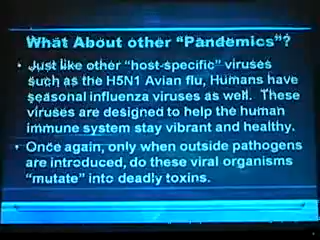 What About other "Pandemics"?
• Just like other "host-specific" viruses
such as the H5N1 Avian flu, Humans have
seasonal influenza viruses as well. These
viruses are designed to help the human
immune system stay vibrant and healthy.
• Once again, only when outside pathogens
are introduced, do these viral organisms
"mutate" into deadly toxins.